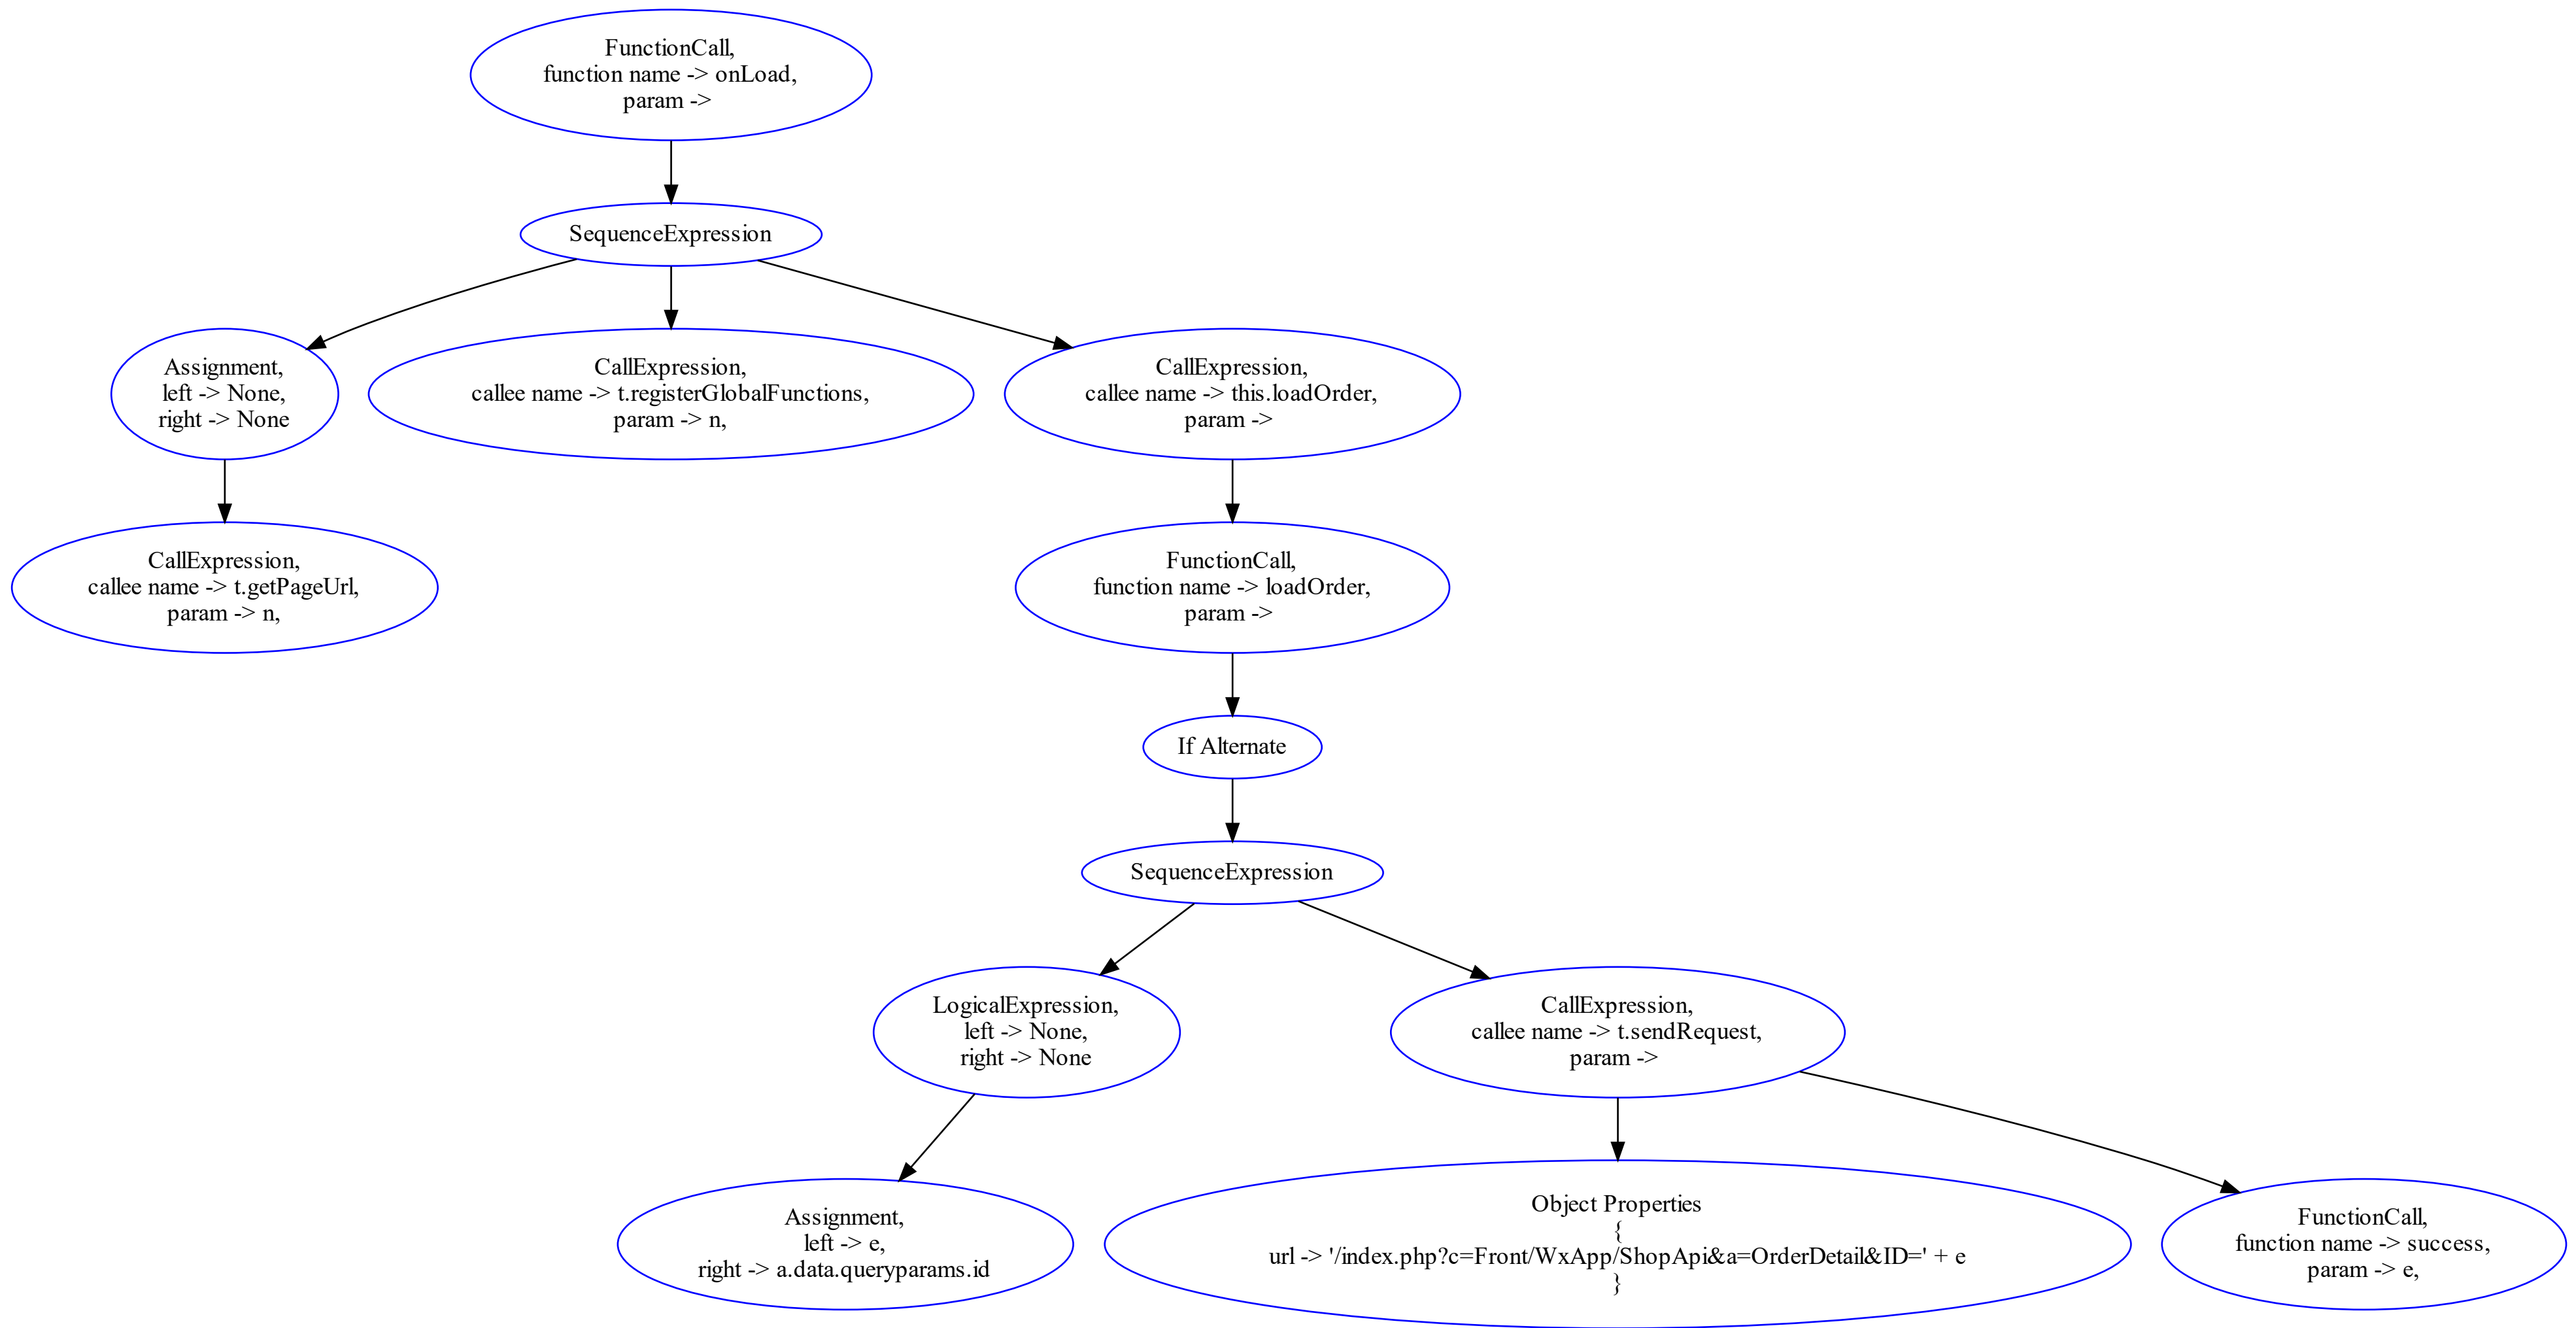 FunctionCall,
function name -> onLoad,
param ->
SequenceExpression
Assignment,
left -> None,
right -> None
CallExpression,
callee name -> t.registerGlobalFunctions,
param -> n,
CallExpression,
callee name -> this.loadOrder,
param ->
CallExpression,
callee name -> t.getPageUrl,
param -> n,
FunctionCall,
function name -> loadOrder,
param ->
If Alternate
SequenceExpression
LogicalExpression,
left -> None,
right -> None
CallExpression,
callee name -> t.sendRequest,
param ->
Assignment,
left -> e,
right -> a.data.queryparams.id
Object Properties
{
url -> '/index.php?c=Front/WxApp/ShopApi&a=OrderDetail&ID=' + e
}
FunctionCall,
function name -> success,
param -> e,